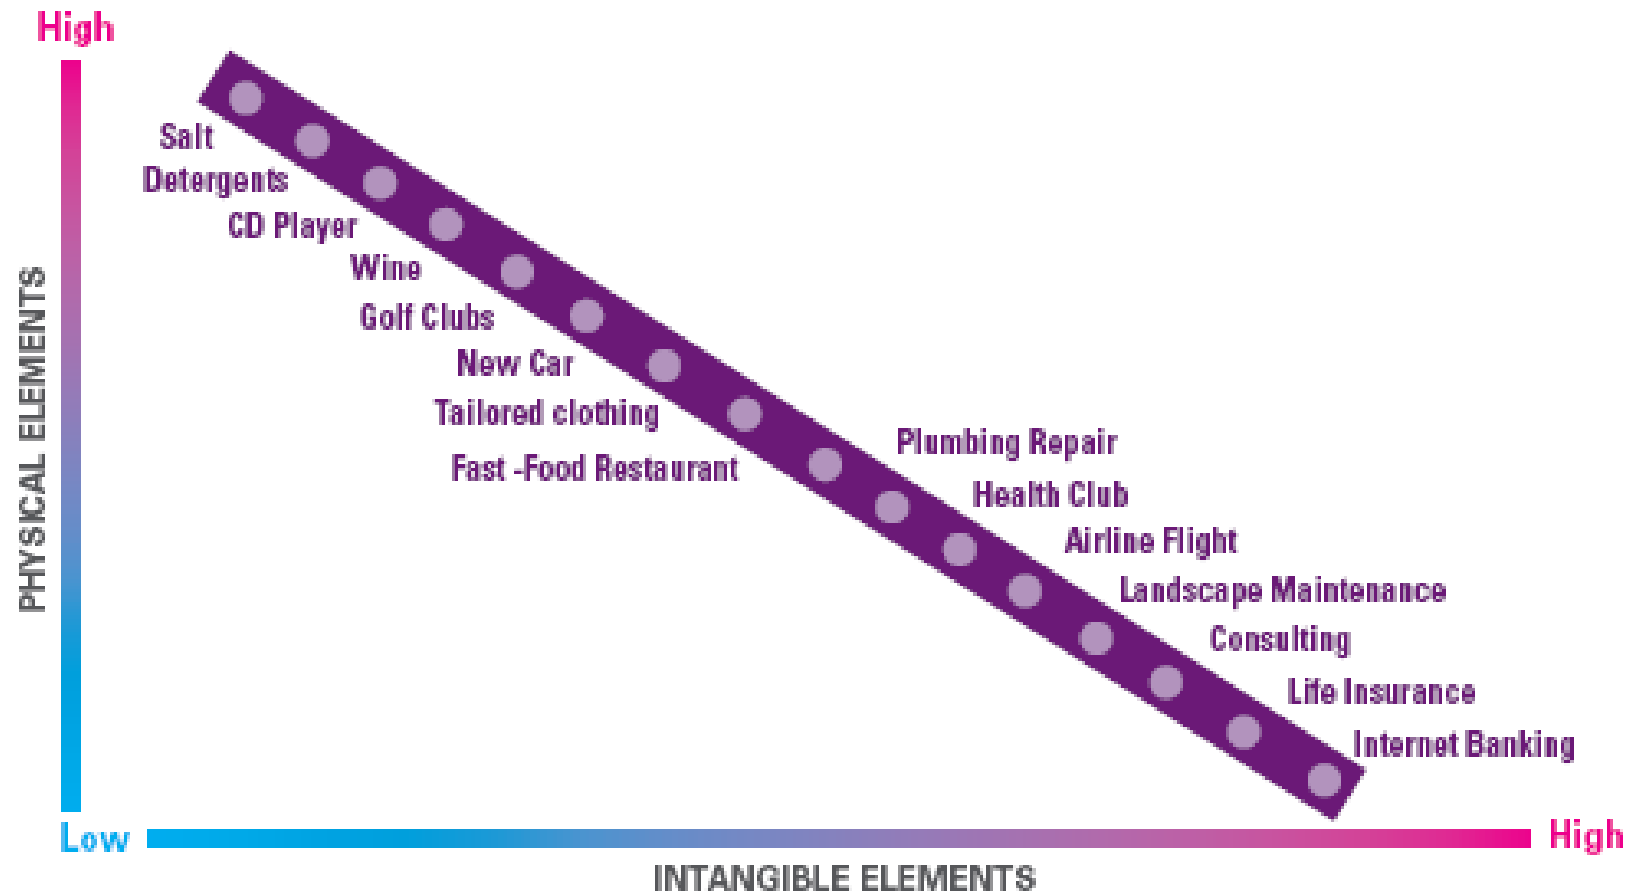 High
Salt
Detergents
CD Player
Wine
Golf Clubs
New Car
Tailored clothing
Fast -Food Restaurant
Plumbing Repair
Health Club
Airline Flight
Landscape Maintenance
Consulting
Life Insurance
Internet Banking
PHYSICAL ELEMENTS
Low
High
INTANGIBLE ELEMENTS